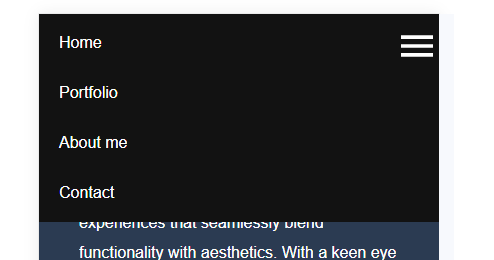 Home
Portfolio
About me
Contact
experiences that seamlessly blend
functionality with aesthetics. With a keen eye